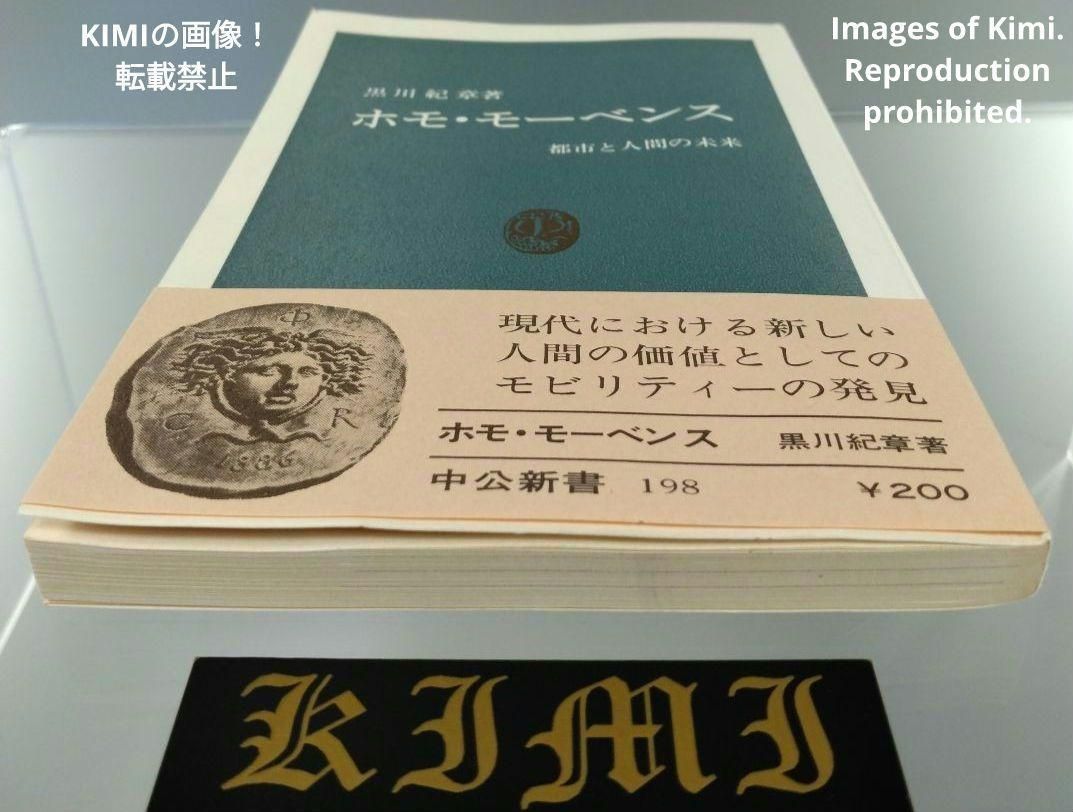 KIMIの画像！
転載禁止
Images of Kimi.
Reproduction
prohibited.
黒川紀章著
ホモ・モーベンス
都市と人間の未来
現代における新しい
人間の価値としての
モビリティーの発見
ホモ・モーベンス 黒川紀章著
中公新書 198 ￥200
Φ
C R
1886
KIMI